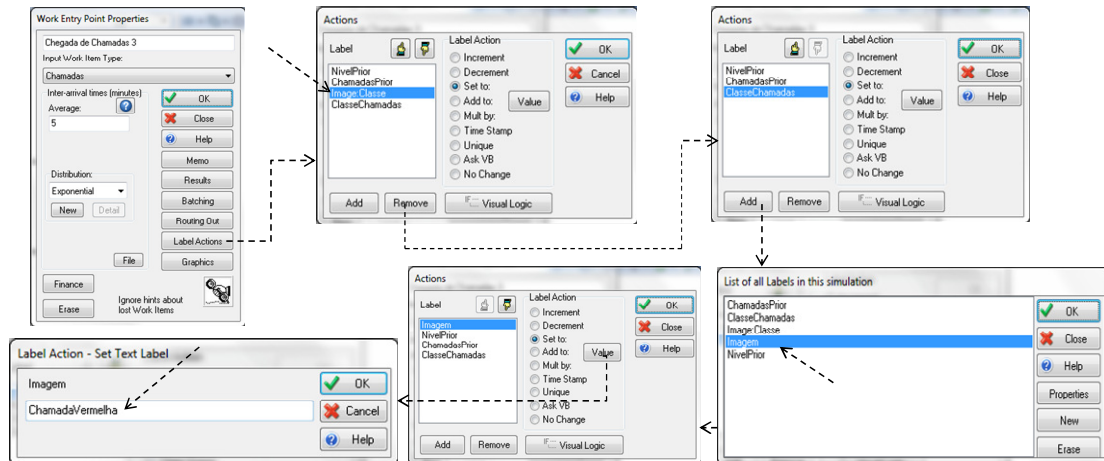 Work Entry Point Properties
Chegada de Chamadas 3
Input Work Item Type:
Chamadas
Inter-arrival times (minutes)
Average:
5
OK
Close
Help
Memo
Results
Distribution:
Exponential
New
Detail
Batching
Routing Out
Label Actions
File
Graphics
Finance
Erase
Ignore hints about
lost Work Items
Actions
Label
NivelPrior
ChamadasPrior
Image:Classe
ClasseChamadas
Label Action
Increment
Decrement
Set to:
Add to:
Value
Mult by:
Time Stamp
Unique
Ask VB
No Change
OK
Cancel
Help
Add
Remove
Visual Logic
Actions
Label
NivelPrior
ChamadasPrior
ClasseChamadas
Label Action
Increment
Decrement
Set to:
Add to:
Value
Mult by:
Time Stamp
Unique
Ask VB
No Change
OK
Close
Help
Add
Remove
Visual Logic
List of all Labels in this simulation
ChamadasPrior
ClasseChamadas
Image:Classe
Imagem
NivelPrior
OK
Close
Help
Properties
New
Erase
Actions
Label
Imagem
NivelPrior
ChamadasPrior
ClasseChamadas
Label Action
Increment
Decrement
Set to:
Add to:
Value
Mult by:
Time Stamp
Unique
Ask VB
No Change
OK
Close
Help
Add
Remove
Visual Logic
Label Action - Set Text Label
Imagem
ChamadaVermelha
OK
Cancel
Help